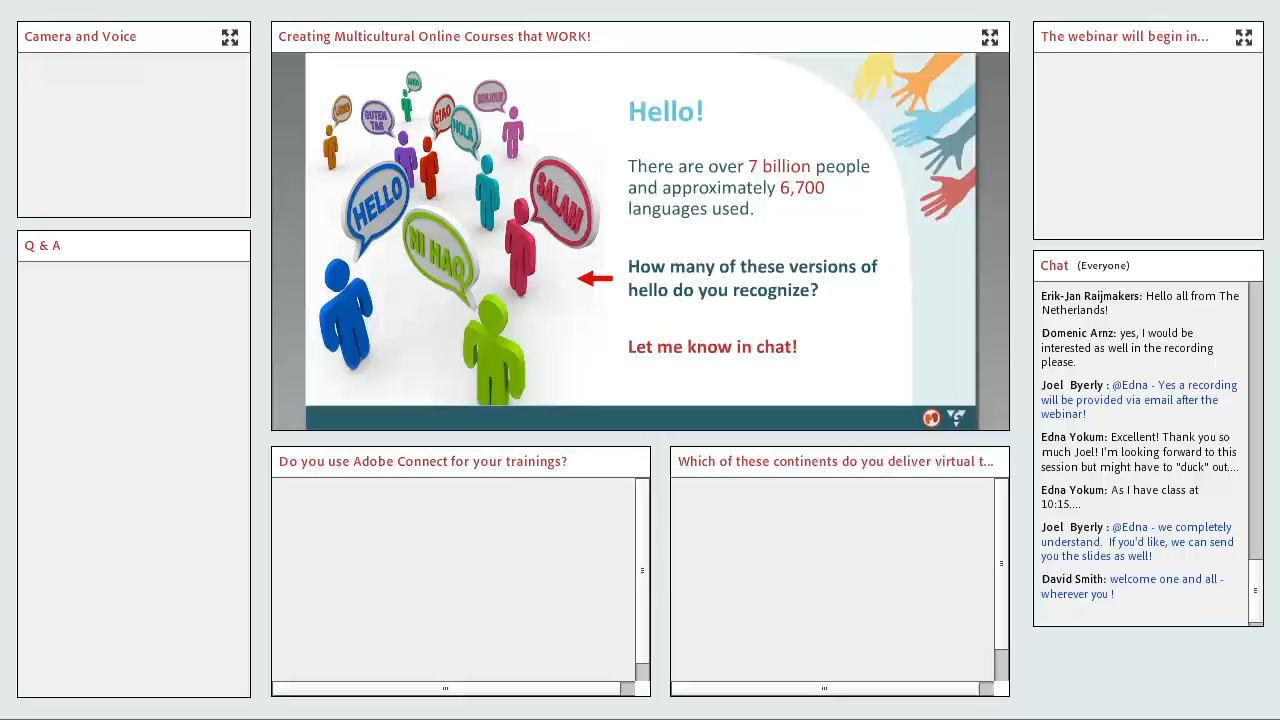 Camera and Voice
Q & A
Creating Multicultural Online Courses that WORK!
ANNO
GUTEN
TAG
CIAO
HOLA
BONJOUR
HELLO
NI HAO
SALAM
Hello!
There are over 7 billion people
and approximately 6,700
languages used.
How many of these versions of
hello do you recognize?
Let me know in chat!
Do you use Adobe Connect for your trainings?
Which of these continents do you deliver virtual t...
The webinar will begin in...
Chat (Everyone)
Erik-Jan Raijmakers: Hello all from The
Netherlands!
Domenic Arnz: yes, I would be
interested as well in the recording
please.
Joel Byerly : @Edna - Yes a recording
will be provided via email after the
webinar!
Edna Yokum: Excellent! Thank you so
much Joel! I'm looking forward to this
session but might have to "duck" out....
Edna Yokum: As I have class at
10:15....
Joel Byerly : @Edna - we completely
understand. If you'd like, we can send
you the slides as well!
David Smith: welcome one and all -
wherever you !